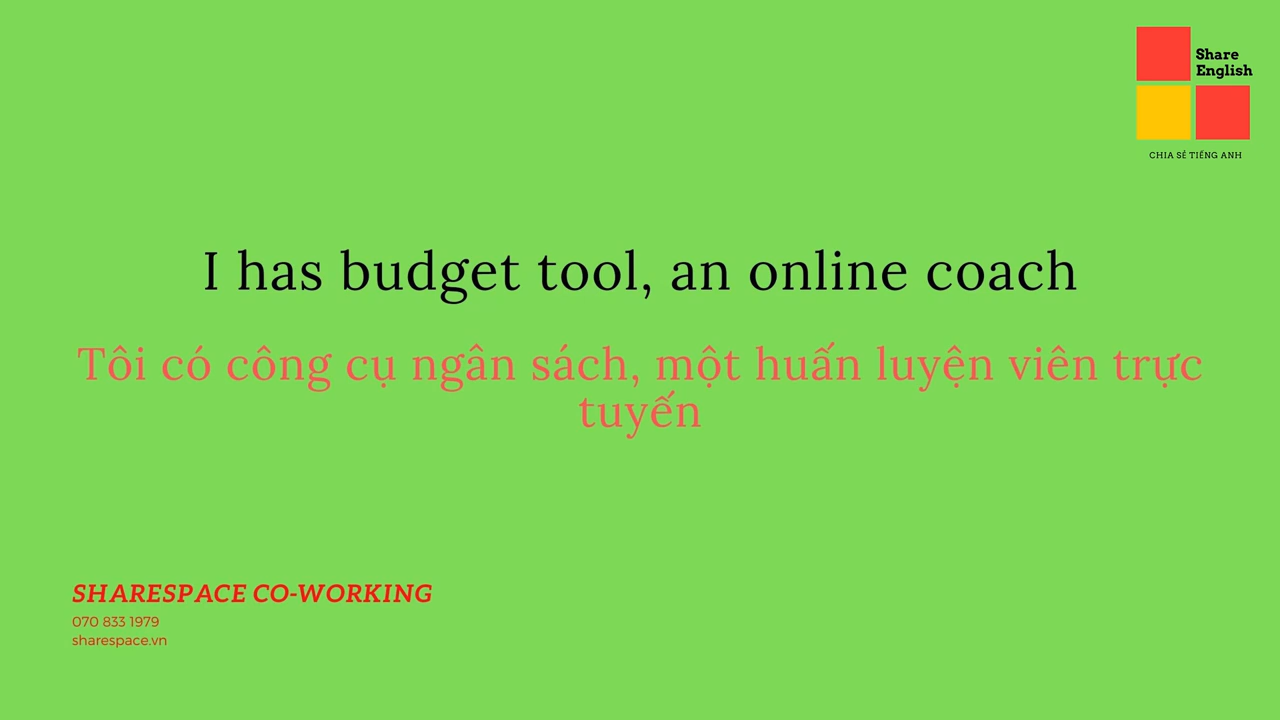 Share
English
CHIA SẺ TIẾNG ANH
I has budget tool, an online coach
Tôi có công cụ ngân sách, một huấn luyện viên trực
tuyến
SHARESPACE CO-WORKING
070 833 1979
sharespace.vn